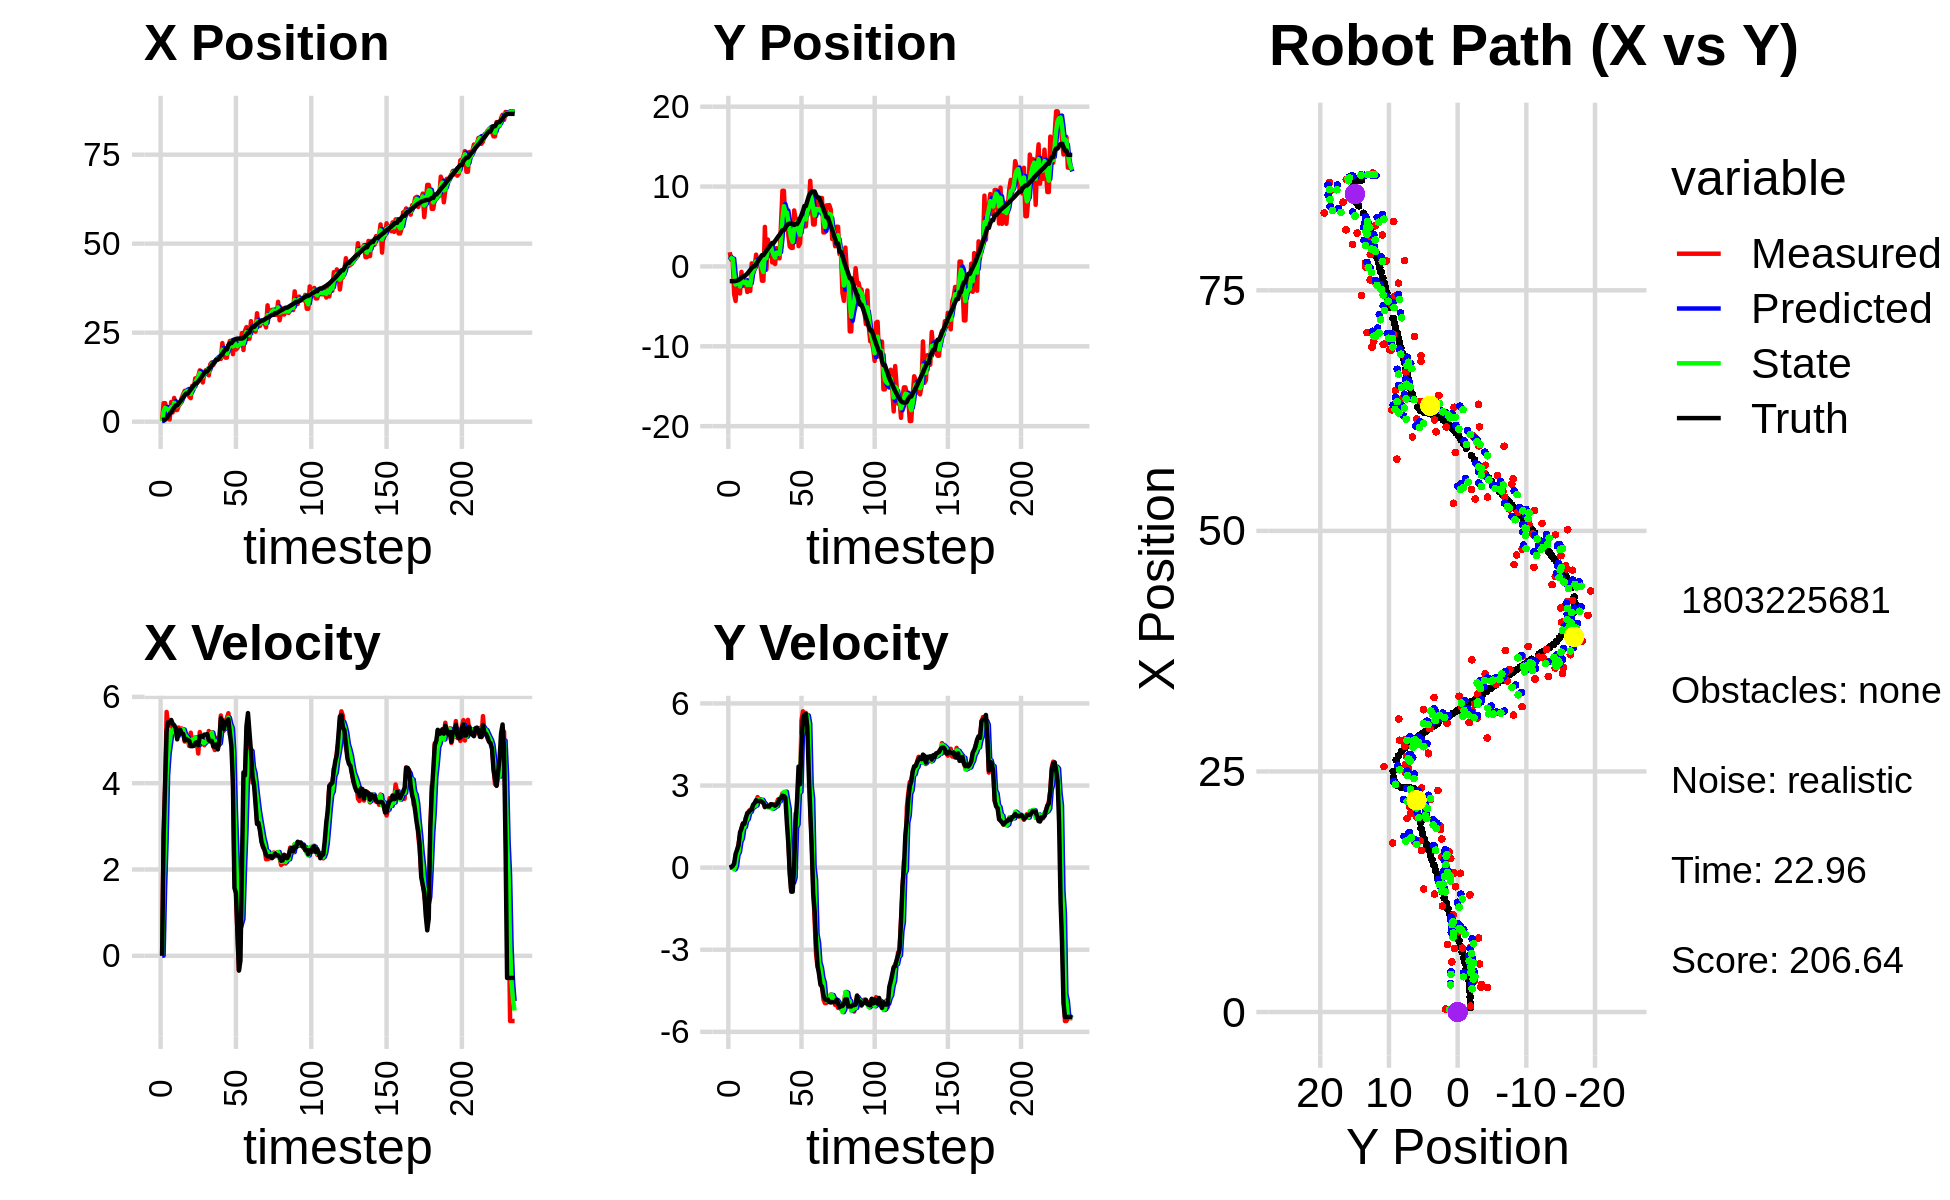 X Position
75
50
25
0
0
50
100
150
200
timestep
Y Position
20
10
0
-10
-20
0
50
100
150
200
timestep
X Velocity
6
4
2
0
0
50
100
150
200
timestep
Y Velocity
6
3
0
-3
-6
0
50
100
150
200
timestep
Robot Path (X vs Y)
X Position
75
50
25
0
20 10 0 -10 -20
Y Position
variable
Measured
Predicted
State
Truth
1803225681
Obstacles: none
Noise: realistic
Time: 22.96
Score: 206.64